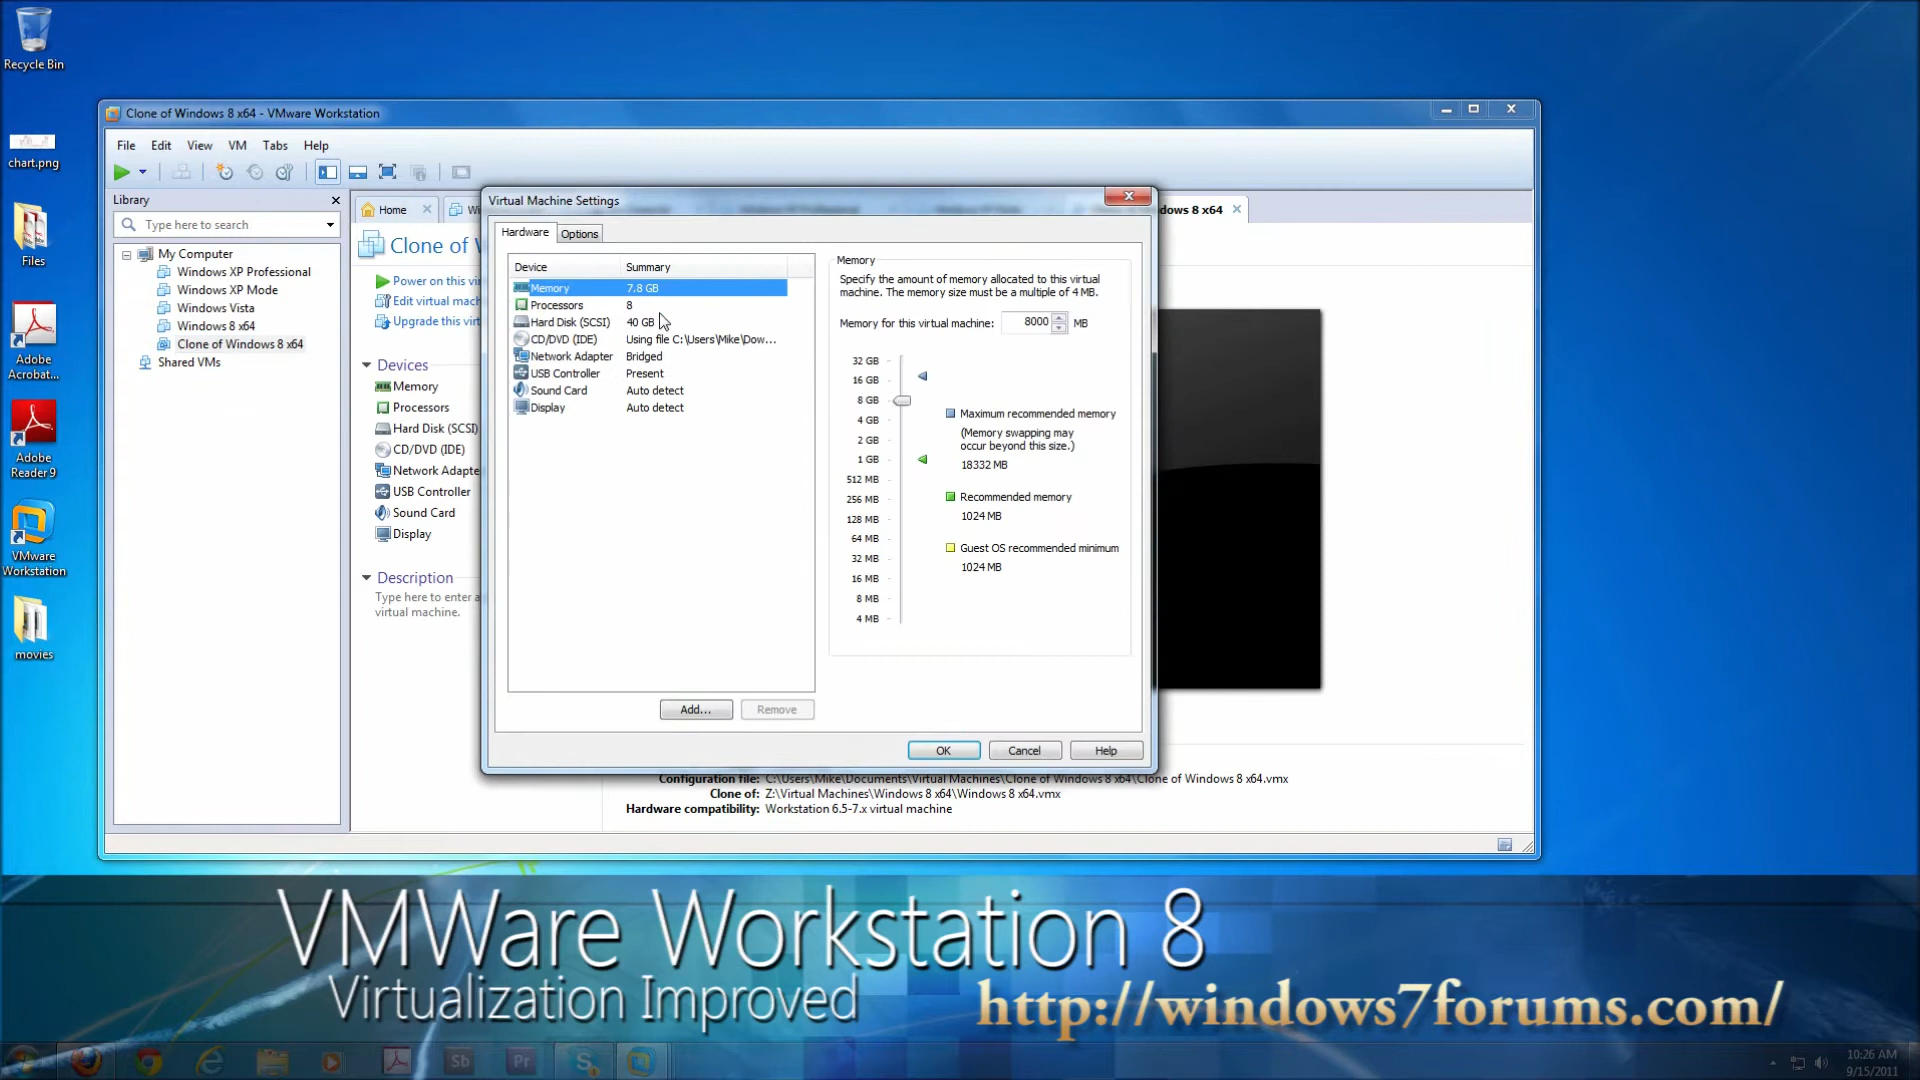 Recycle Bin
chart.png
Files
Adobe
Acrobat...
Adobe
Reader 9
VMware
Workstation
movies
Clone of Windows 8 x64 - VMware Workstation
File Edit View VM Tabs Help
Library
Type here to search
My Computer
Windows XP Professional
Windows XP Mode
Windows Vista
Windows 8 x64
Clone of Windows 8 x64
Shared VMs
Home
dows 8 x64
Clone of
Power on this vi
Edit virtual mach
Upgrade this virt
Devices
Memory
Processors
Hard Disk (SCSI)
CD/DVD (IDE)
Network Adapte
USB Controller
Sound Card
Display
Description
Type here to enter a
virtual machine.
Virtual Machine Settings
Hardware Options
Device Summary
Memory 7.8 GB
Processors 8
Hard Disk (SCSI) 40 GB
CD/DVD (IDE) Using file C:\Users\Mike\Dow...
Network Adapter Bridged
USB Controller Present
Sound Card Auto detect
Display Auto detect
Add... Remove
Memory
Specify the amount of memory allocated to this virtual
machine. The memory size must be a multiple of 4 MB.
Memory for this virtual machine: 8000 MB
32 GB
16 GB
8 GB
4 GB
2 GB
1 GB
512 MB
256 MB
128 MB
64 MB
32 MB
16 MB
8 MB
4 MB
Maximum recommended memory
(Memory swapping may
occur beyond this size.)
18332 MB
Recommended memory
1024 MB
Guest OS recommended minimum
1024 MB
OK Cancel Help
Configuration file: C:\Users\Mike\Documents\Virtual Machines\Clone of Windows 8 x64\Clone of Windows 8 x64.vmx
Clone of: Z:\Virtual Machines\Windows 8 x64\Windows 8 x64.vmx
Hardware compatibility: Workstation 6.5-7.x virtual machine
VMWare Workstation 8
Virtualization Improved
http://windows7forums.com/
Sb
Pr
10:26 AM
9/15/2011